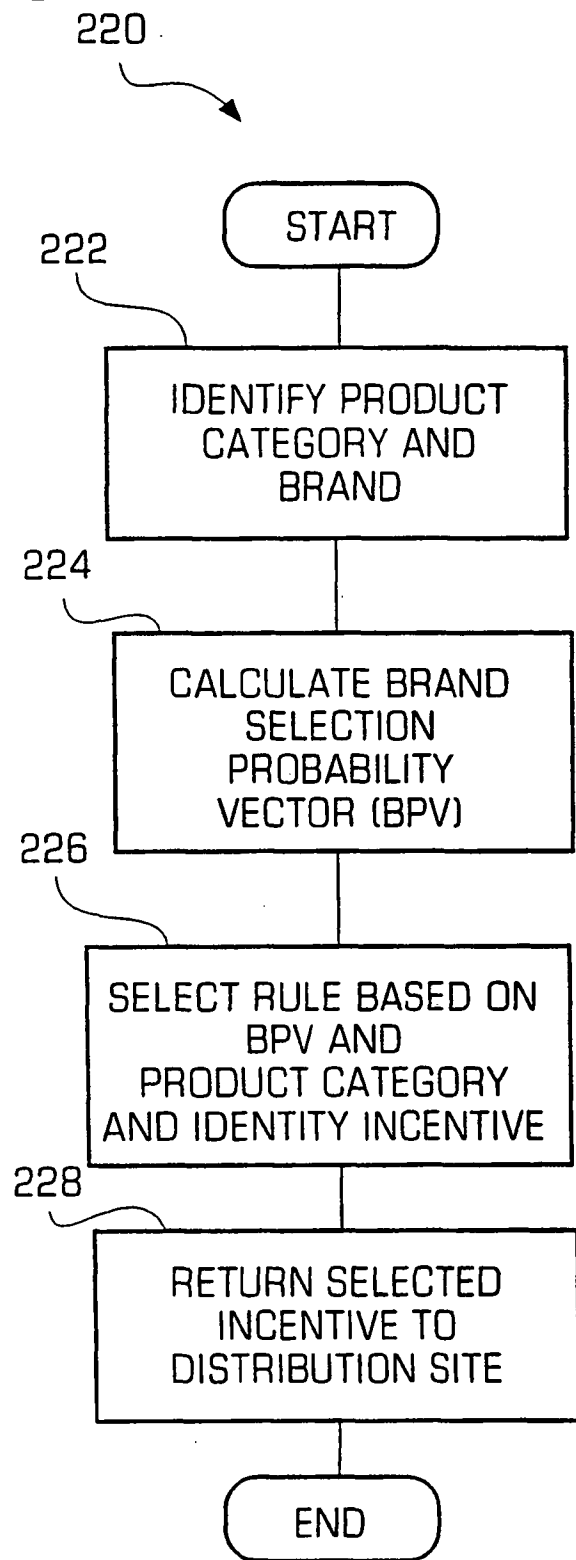 220
START
222
IDENTIFY PRODUCT
CATEGORY AND
BRAND
224
CALCULATE BRAND
SELECTION
PROBABILITY
VECTOR (BPV)
226
SELECT RULE BASED ON
BPV AND
PRODUCT CATEGORY
AND IDENTITY INCENTIVE
228
RETURN SELECTED
INCENTIVE TO
DISTRIBUTION SITE
END